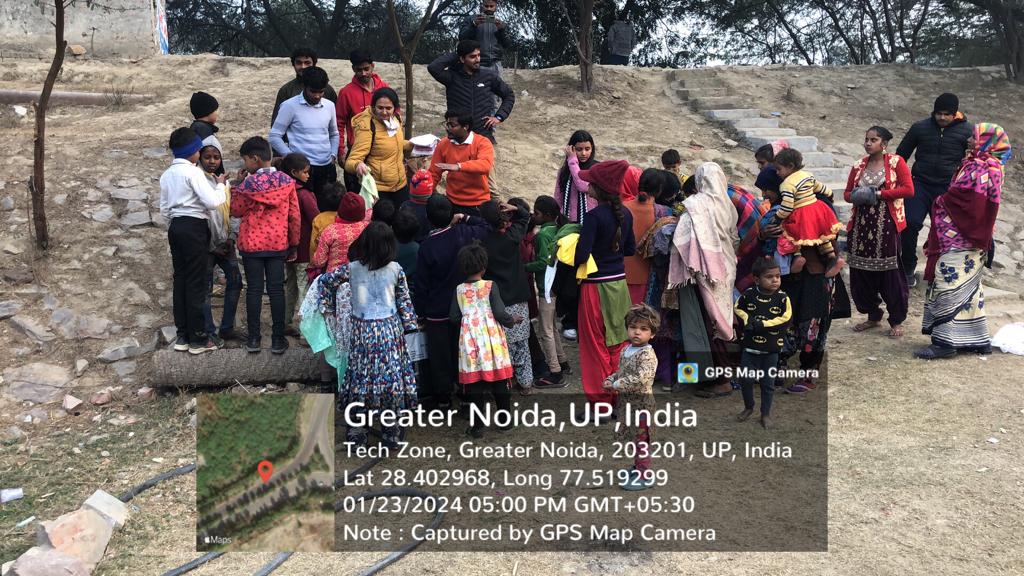 GPS Map Camera
Greater Noida,UP,India
Tech Zone, Greater Noida, 203201, UP, India
Lat 28.402968, Long 77.519299
01/23/2024 05:00 PM GMT+05:30
Note : Captured by GPS Map Camera
Maps